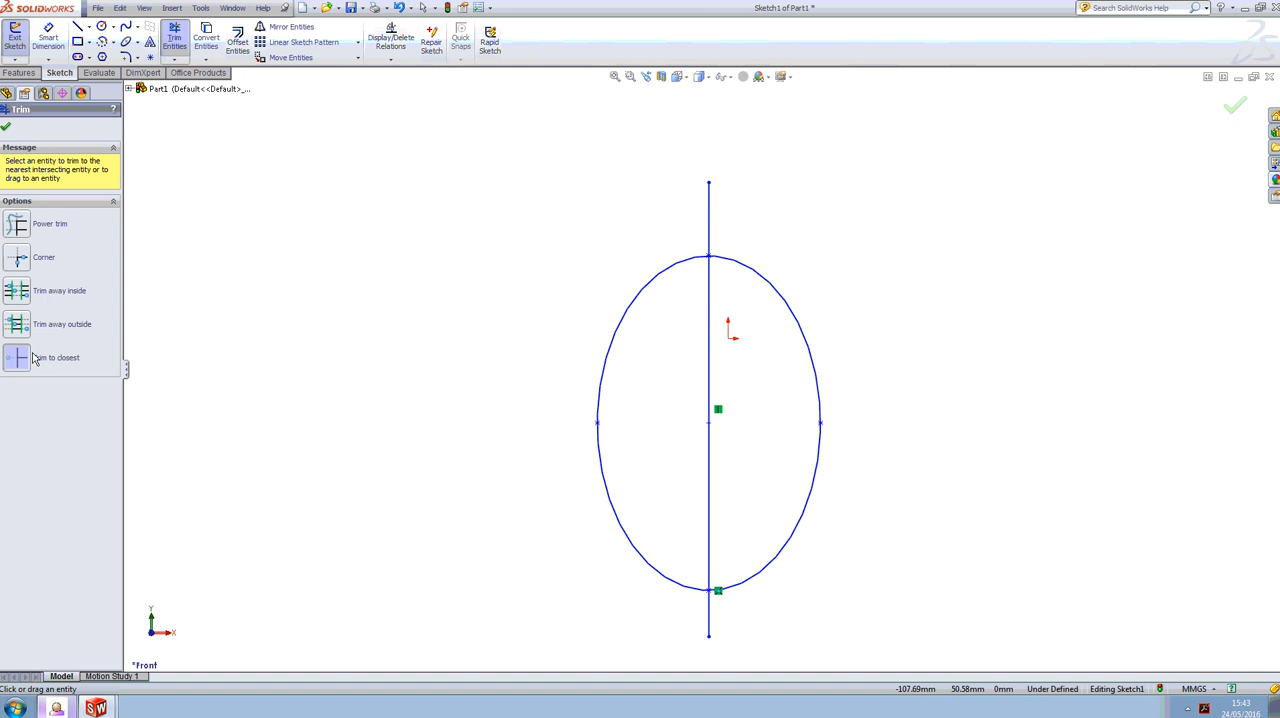 SOLIDWORKS File Edit View Insert Tools Window Help Sketch1 of Part1 * Search SolidWorks Help
Exit Sketch
Smart Dimension
Trim Entities
Convert Entities
Offset Entities
Mirror Entities
Linear Sketch Pattern
Move Entities
Display/Delete Relations
Repair Sketch
Quick Snaps
Rapid Sketch
Features Sketch Evaluate DimXpert Office Products
Part1 (Default<<Default>_...
Trim ?
Message
Select an entity to trim to the
nearest intersecting entity or to
drag to an entity
Options
Power trim
Corner
Trim away inside
Trim away outside
to closest
Y
X
*Front
Model Motion Study 1
Click or drag an entity -107.69mm 50.58mm 0mm Under Defined Editing Sketch1 MMGS
15:43
24/05/2016